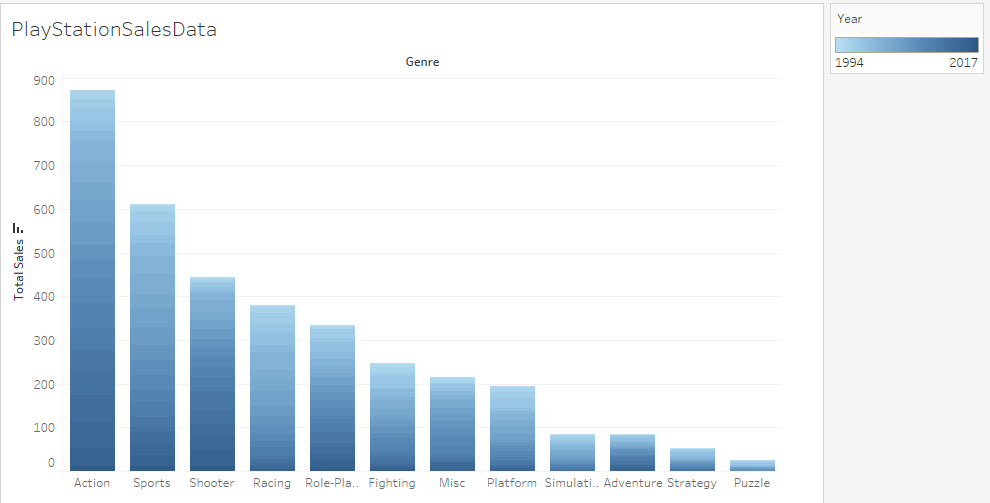 PlayStationSalesData
Year
1994 2017
Genre
Total Sales
900
800
700
600
500
400
300
200
100
0
Action Sports Shooter Racing Role-Pla.. Fighting Misc Platform Simulati.. Adventure Strategy Puzzle